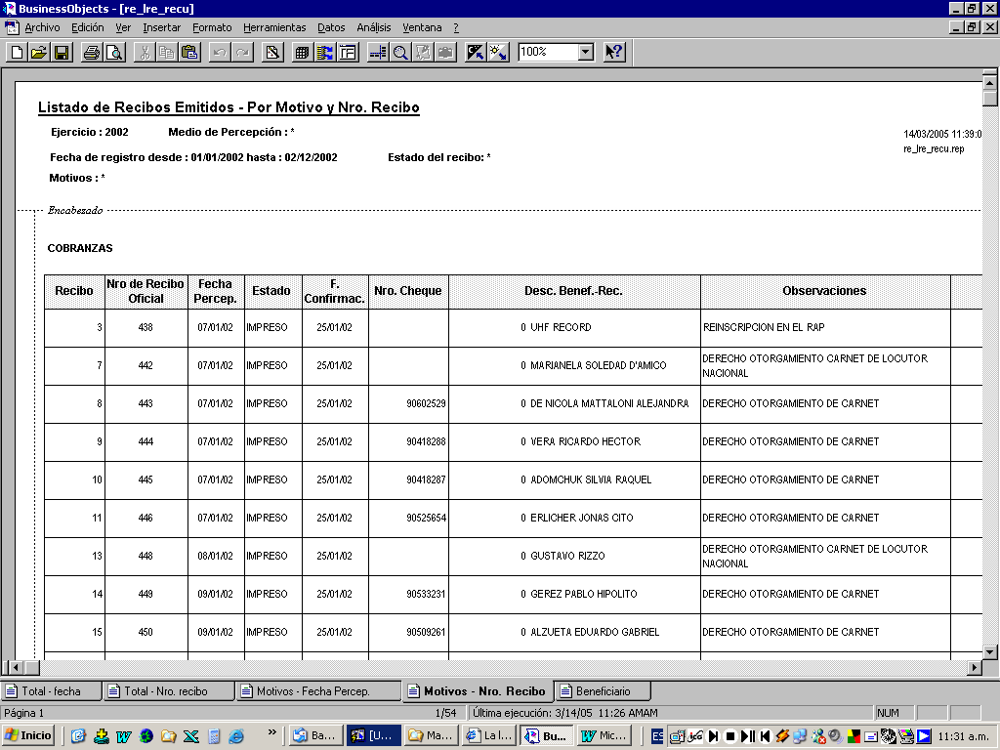 BusinessObjects - [re_lre_recu]
Archivo Edición Ver Insertar Formato Herramientas Datos Análisis Ventana ?
100%
Listado de Recibos Emitidos - Por Motivo y Nro. Recibo
Ejercicio : 2002 Medio de Percepción : *
14/03/2005 11:39:0
Fecha de registro desde : 01/01/2002 hasta : 02/12/2002 Estado del recibo: *
re_lre_recu.rep
Motivos : *
Encabezado
COBRANZAS
Recibo Nro de Recibo Oficial Fecha Percep. Estado F. Confirmac. Nro. Cheque Desc. Benef.-Rec. Observaciones
3 438 07/01/02 IMPRESO 25/01/02 0 UHF RECORD REINSCRIPCION EN EL RAP
7 442 07/01/02 IMPRESO 25/01/02 0 MARIANELA SOLEDAD D'AMICO DERECHO OTORGAMIENTO CARNET DE LOCUTOR
NACIONAL
8 443 07/01/02 IMPRESO 25/01/02 90602529 0 DE NICOLA MATTALONI ALEJANDRA DERECHO OTORGAMIENTO DE CARNET
9 444 07/01/02 IMPRESO 25/01/02 90418288 0 VERA RICARDO HECTOR DERECHO OTORGAMIENTO DE CARNET
10 445 07/01/02 IMPRESO 25/01/02 90418287 0 ADOMCHUK SILVIA RAQUEL DERECHO OTORGAMIENTO DE CARNET
11 446 07/01/02 IMPRESO 25/01/02 90525654 0 ERLICHER JONAS CITO DERECHO OTORGAMIENTO DE CARNET
13 448 08/01/02 IMPRESO 25/01/02 0 GUSTAVO RIZZO DERECHO OTORGAMIENTO CARNET DE LOCUTOR
NACIONAL
14 449 09/01/02 IMPRESO 25/01/02 90533231 0 GEREZ PABLO HIPOLITO DERECHO OTORGAMIENTO DE CARNET
15 450 09/01/02 IMPRESO 25/01/02 90509261 0 ALZUETA EDUARDO GABRIEL DERECHO OTORGAMIENTO DE CARNET
Total - fecha Total - Nro. recibo Motivos - Fecha Percep. Motivos - Nro. Recibo Beneficiario
Página 1 1/54 Última ejecución: 3/14/05 11:26 AMAM NUM
Inicio » Ba... [U... Ma... La I... Bu... Mic... ES 11:31 a.m.